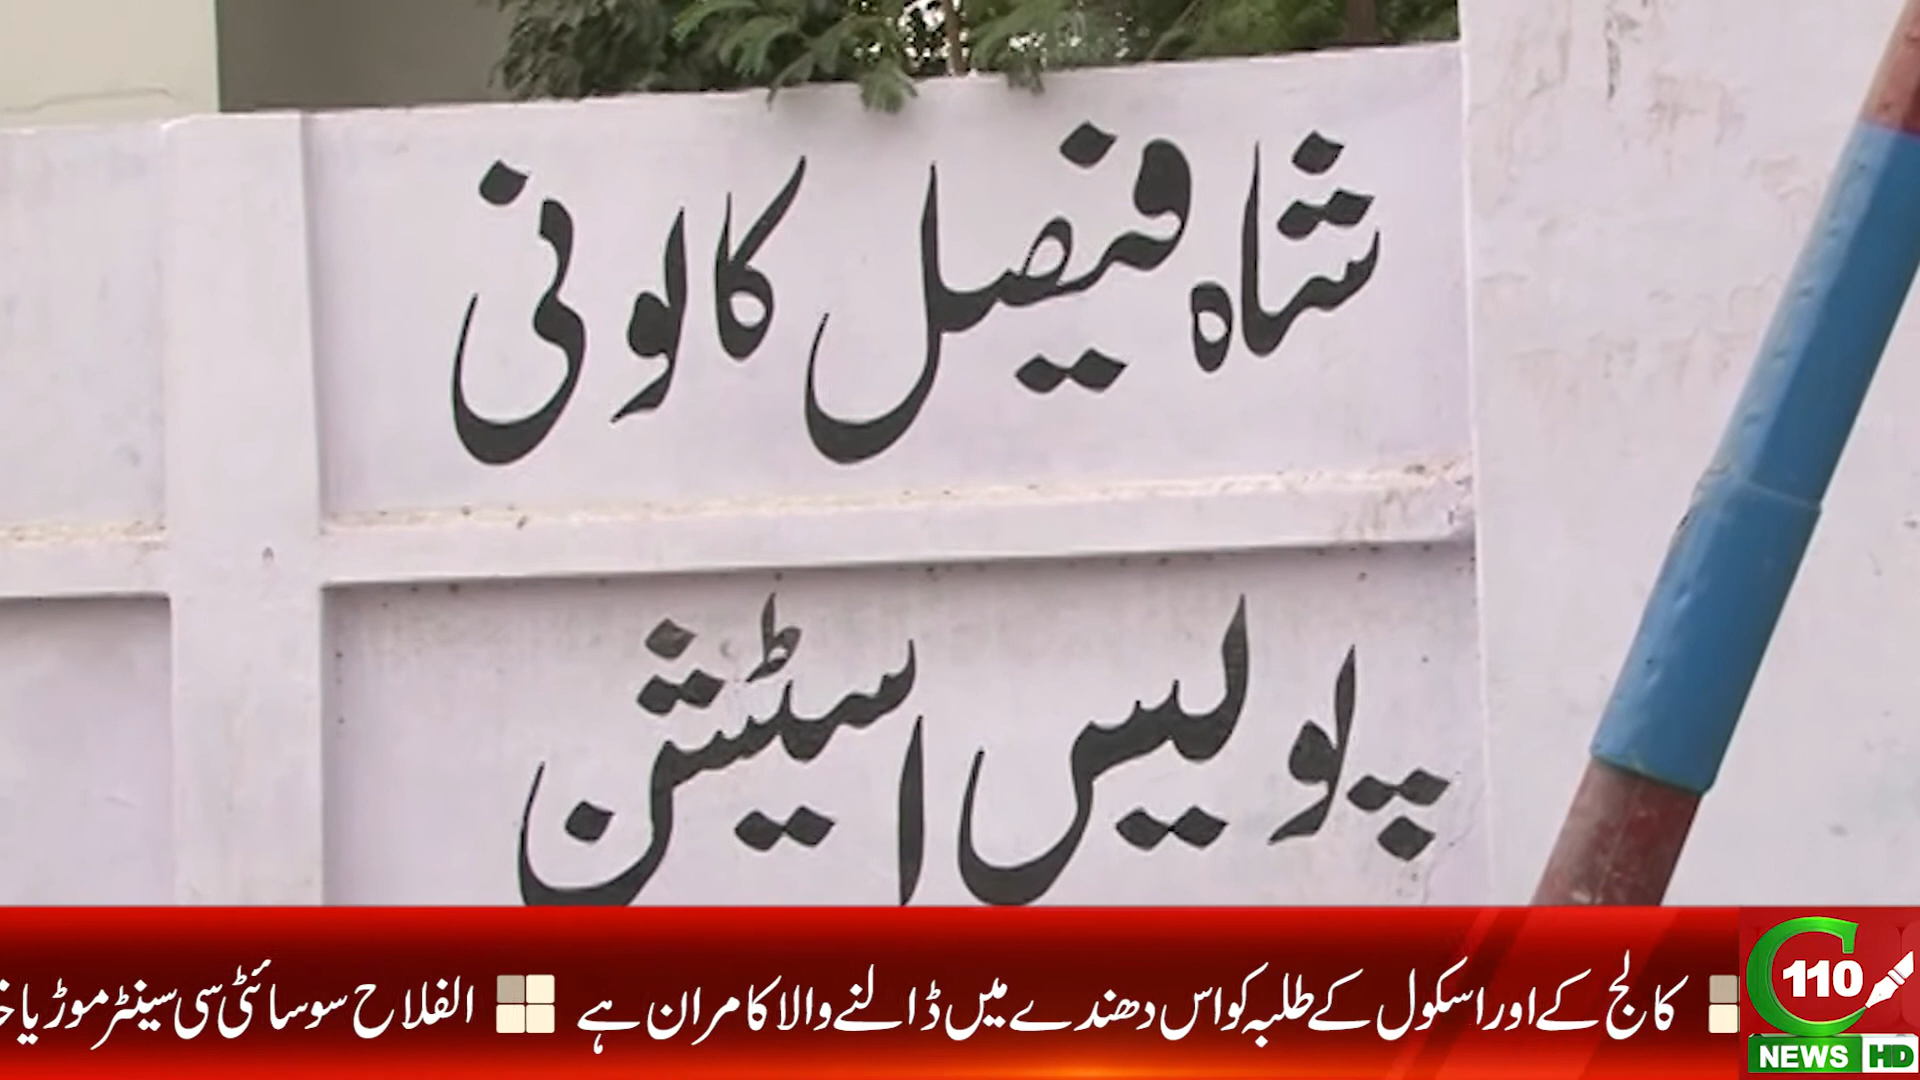 شاہ فیصل کالونی
پولیس اسٹیشن
کالج کے اور اسکول کے طلبہ کو اس دھندے میں ڈالنے والا کامران ہے
الفلاح سوسائٹی سی سینٹر موڑ یا
C 110
NEWS HD